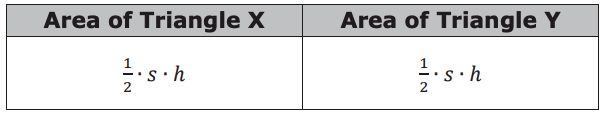 Area of Triangle X Area of Triangle Y
1/2 · s · h 1/2 · s · h